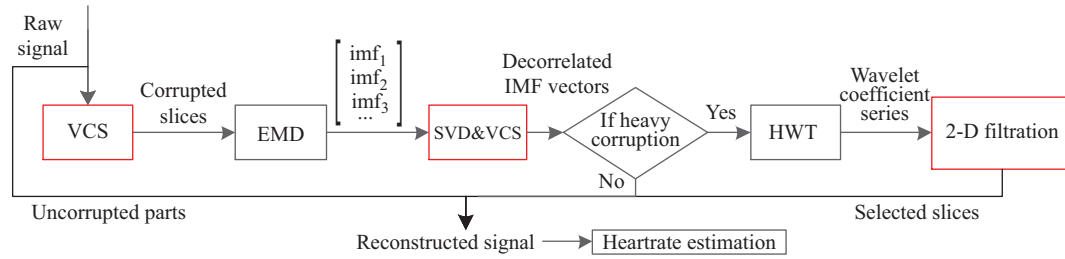 Raw
signal
VCS
Corrupted
slices
EMD
imf1
imf2
imf3
...
SVD&VCS
Decorrelated
IMF vectors
If heavy
corruption
Yes
No
HWT
Wavelet
coefficient
series
2-D filtration
Uncorrupted parts
Selected slices
Reconstructed signal
Heartrate estimation